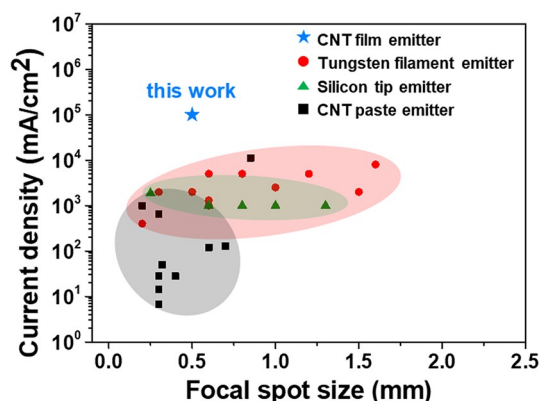 10⁷
10⁶
10⁵
10⁴
10³
10²
10¹
10⁰
Current density (mA/cm²)
CNT film emitter
Tungsten filament emitter
Silicon tip emitter
CNT paste emitter
this work
0.0 0.5 1.0 1.5 2.0 2.5
Focal spot size (mm)